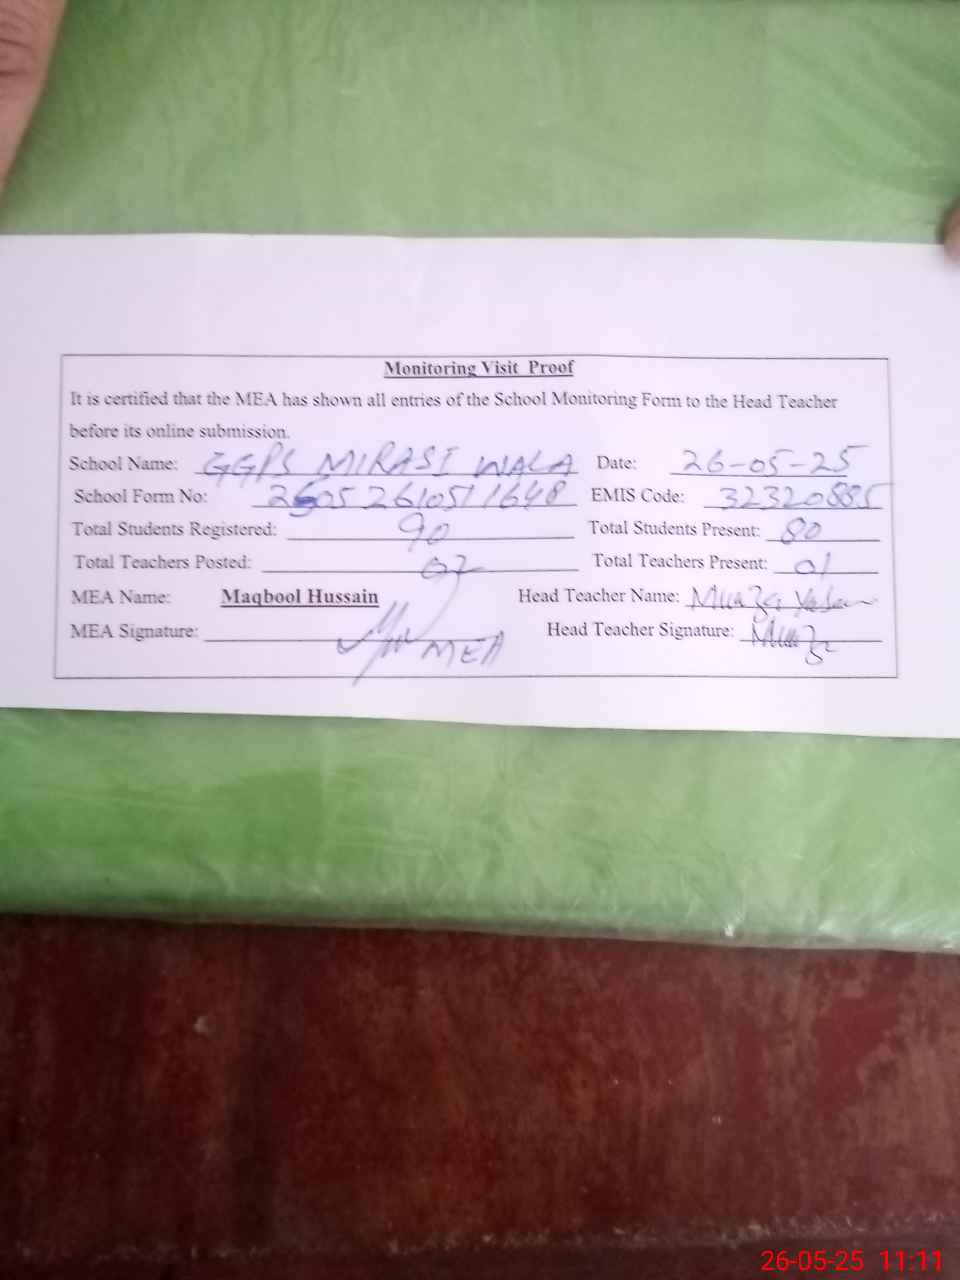 Monitoring Visit Proof
It is certified that the MEA has shown all entries of the School Monitoring Form to the Head Teacher
before its online submission.
School Name: GGPS MIRASI WALA Date: 26-05-25
School Form No: 26052610511648 EMIS Code: 32320885
Total Students Registered: 90 Total Students Present: 80
Total Teachers Posted: 02 Total Teachers Present: 01
MEA Name: Maqbool Hussain Head Teacher Name:
MEA Signature: MEA Head Teacher Signature:
26-05-25 11:11